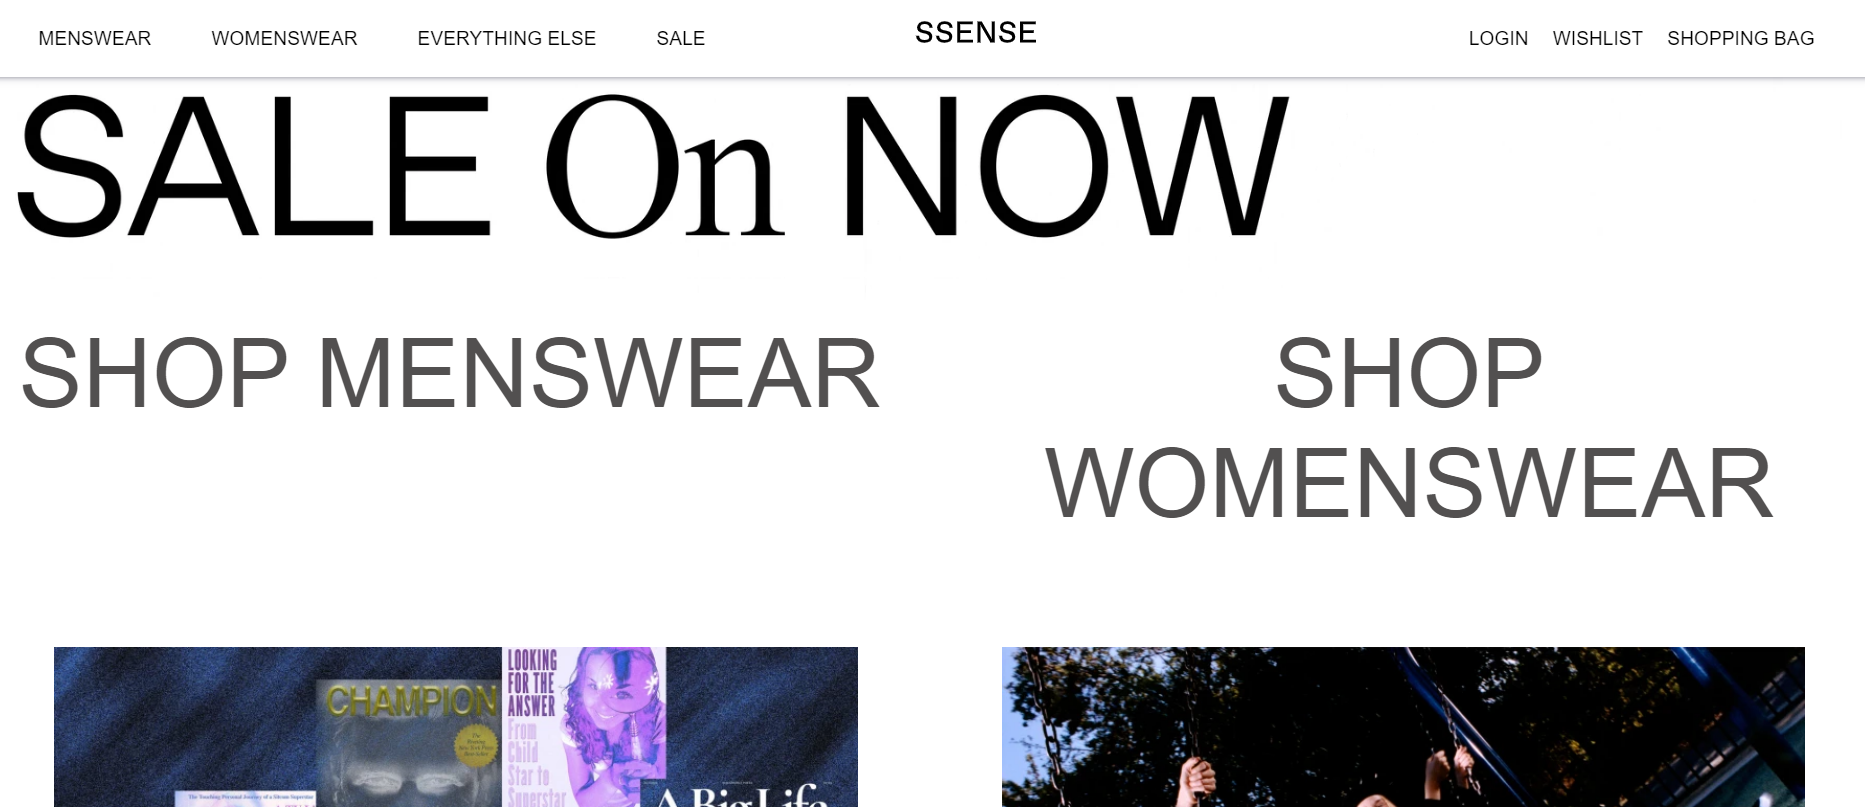 MENSWEAR WOMENSWEAR EVERYTHING ELSE SALE SSENSE LOGIN WISHLIST SHOPPING BAG
SALE On NOW
SHOP MENSWEAR
SHOP
WOMENSWEAR
CHAMPION
LOOKING
FOR THE
ANSWER
From
Child
Star to
Superstar
A Big Life